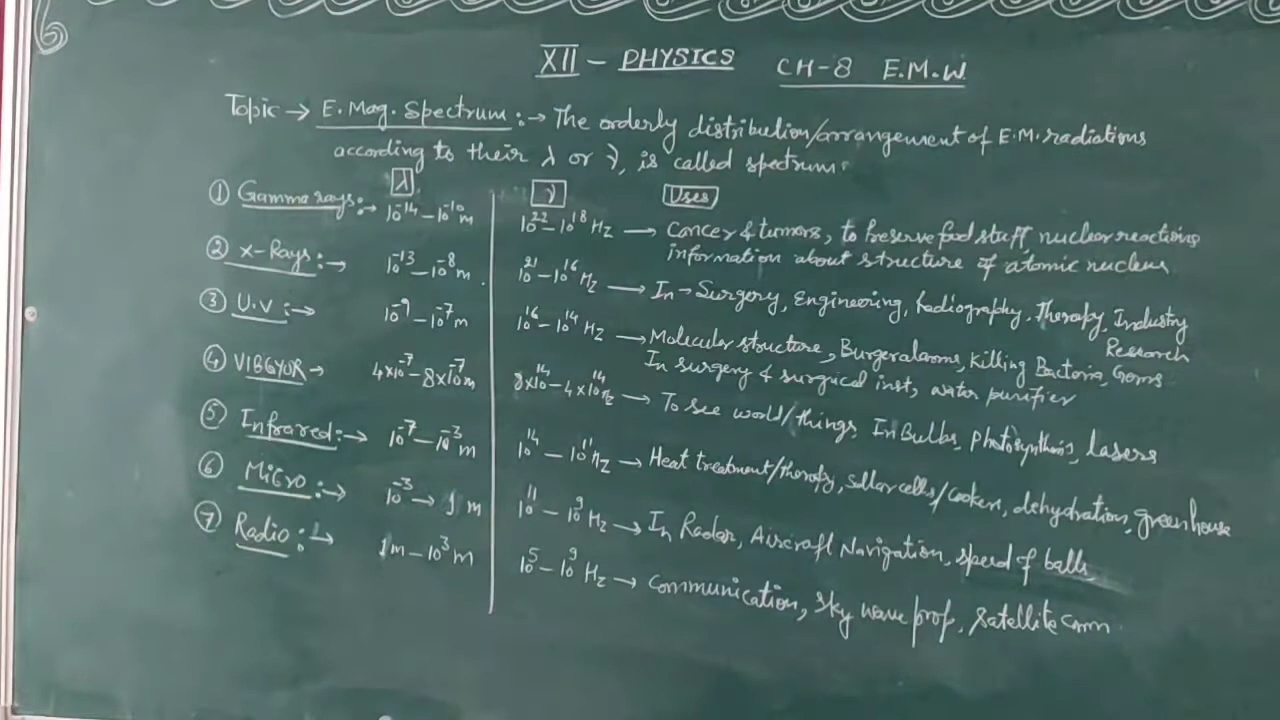 XII - PHYSICS CH-8 E.M.W
Topic → E.Mag. Spectrum :→ The orderly distribution/arrangement of E.M. radiations
according to their λ or ν, is called spectrum.
λ ν Uses
① Gamma rays :→ 10⁻¹⁴ - 10⁻¹⁰ m 10²² - 10¹⁸ Hz → Cancer & tumors, to Preserve food stuff, nuclear reactions
information about structure of atomic nucleus
② X-Rays :→ 10⁻¹³ - 10⁻⁸ m. 10²¹ - 10¹⁶ Hz → In → Surgery, Engineering, Radiography, Therapy, Industry
Research
③ U.V :→ 10⁻⁹ - 10⁻⁷ m 10¹⁶ - 10¹⁴ Hz → Molecular structure, Burgeralarms, Killing Bacteria, Germs
In surgery & surgical inst, water purifier
④ VIBGYOR → 4×10⁻⁷ - 8×10⁻⁷ m 8×10¹⁴ - 4×10¹⁴ Hz → To see world/things, In Bulbs, photosynthesis, lasers
⑤ Infrared :→ 10⁻⁷ - 10⁻³ m 10¹⁴ - 10¹¹ Hz → Heat treatment/therapy, sollar cells/cookers, dehydration, green house
⑥ Micro :→ 10⁻³ → 1 m 10¹¹ - 10⁹ Hz → In Radar, Aircraft Navigation, speed of balls,
⑦ Radio :→ 1m - 10³ m 10⁵ - 10⁹ Hz → Communication, sky wave prop, satellite comm